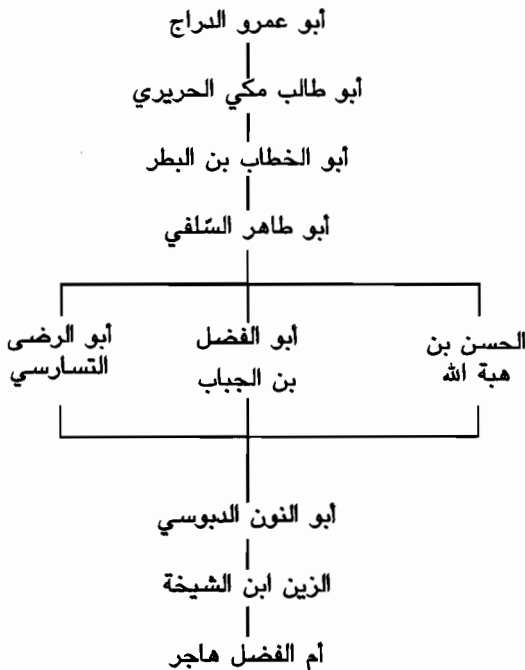 أبو عمرو الدراج
أبو طالب مكي الحريري
أبو الخطاب بن البطر
أبو طاهر السِّلفي
الحسن بن
هبة الله
أبو الفضل
بن الجباب
أبو الرضى
التسارسي
أبو النون الدبوسي
الزين ابن الشيخة
أم الفضل هاجر